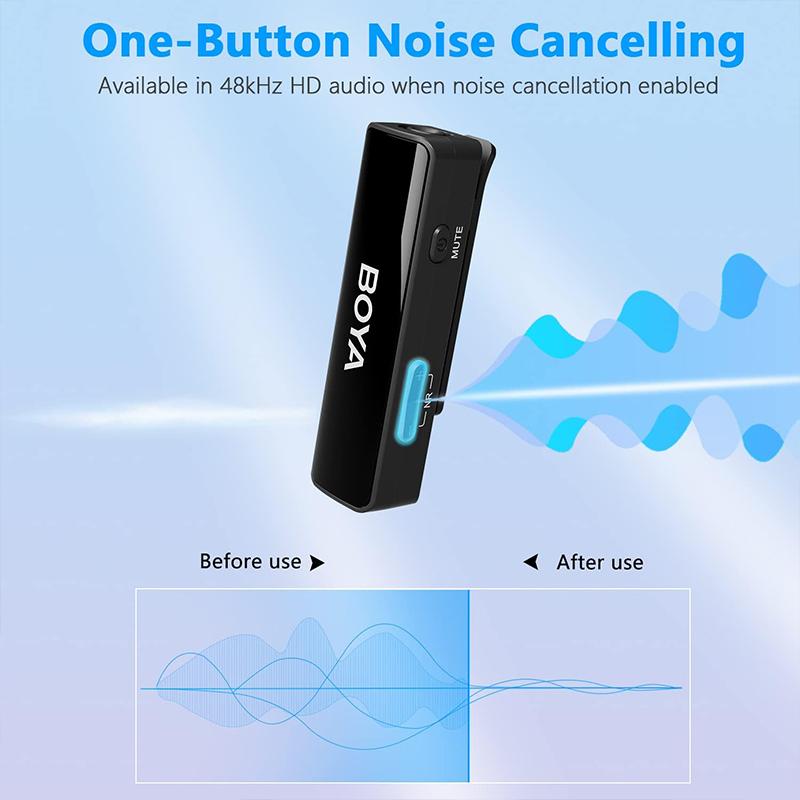 One-Button Noise Cancelling
Available in 48kHz HD audio when noise cancellation enabled
MUTE
BOYA
+
NR
-
Before use
After use